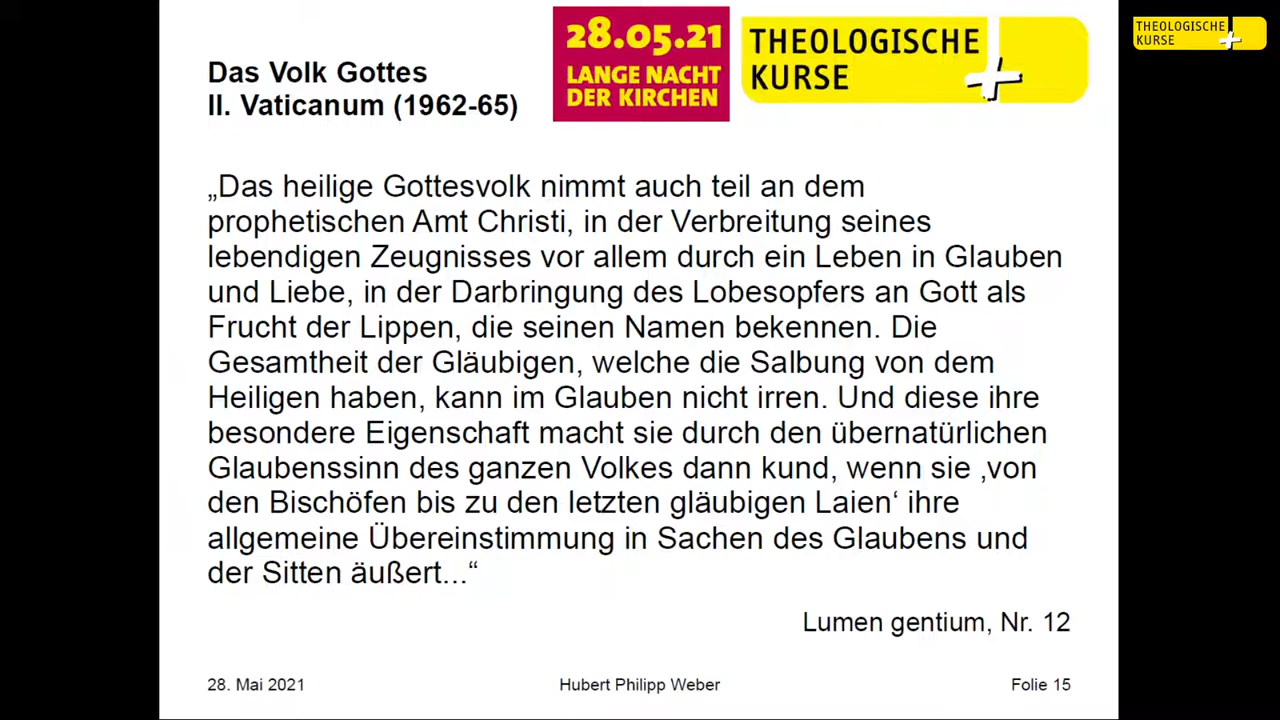 Das Volk Gottes
II. Vaticanum (1962-65)
28.05.21
LANGE NACHT
DER KIRCHEN
THEOLOGISCHE
KURSE
THEOLOGISCHE
KURSE
„Das heilige Gottesvolk nimmt auch teil an dem
prophetischen Amt Christi, in der Verbreitung seines
lebendigen Zeugnisses vor allem durch ein Leben in Glauben
und Liebe, in der Darbringung des Lobesopfers an Gott als
Frucht der Lippen, die seinen Namen bekennen. Die
Gesamtheit der Gläubigen, welche die Salbung von dem
Heiligen haben, kann im Glauben nicht irren. Und diese ihre
besondere Eigenschaft macht sie durch den übernatürlichen
Glaubenssinn des ganzen Volkes dann kund, wenn sie ‚von
den Bischöfen bis zu den letzten gläubigen Laien‘ ihre
allgemeine Übereinstimmung in Sachen des Glaubens und
der Sitten äußert...“
Lumen gentium, Nr. 12
28. Mai 2021
Hubert Philipp Weber
Folie 15